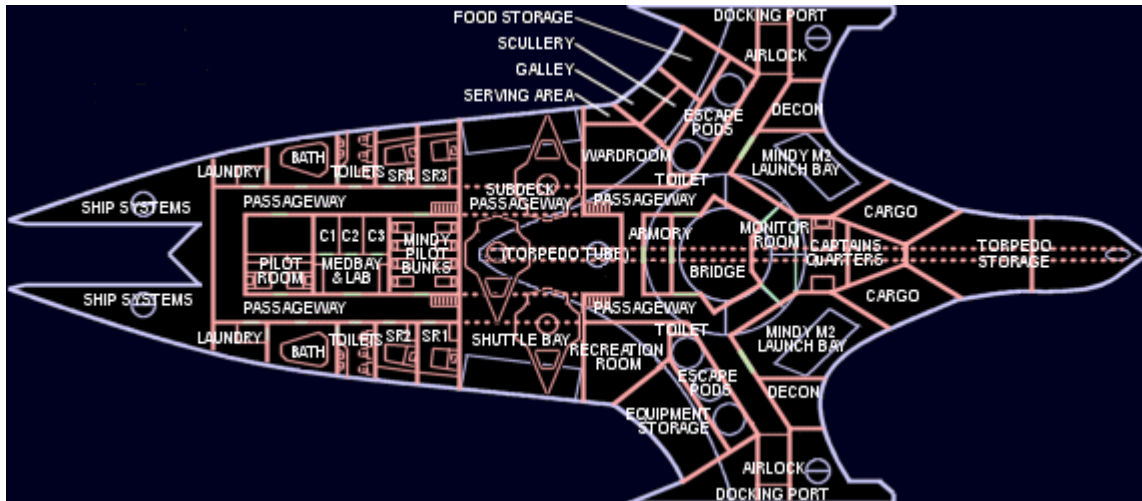 FOOD STORAGE
DOCKING PORT
SCULLERY
AIRLOCK
GALLEY
SERVING AREA
DECON
ESCAPE
PODS
BATH
WARDROOM
MINDY M2
LAUNCH BAY
LAUNDRY
TOILETS
SR4
SR3
TOILET
SUBDECK
PASSAGEWAY
SHIP SYSTEMS
PASSAGEWAY
PASSAGEWAY
CARGO
C1
C2
C3
ARMORY
MONITOR
ROOM
MINDY
PILOT
BUNKS
(TORPEDO TUBE)
CAPTAINS
QUARTERS
TORPEDO
STORAGE
PILOT
ROOM
MEDBAY
& LAB
BRIDGE
SHIP SYSTEMS
CARGO
PASSAGEWAY
PASSAGEWAY
LAUNDRY
TOILETS
SR2
SR1
SHUTTLE BAY
TOILET
MINDY M2
LAUNCH BAY
BATH
RECREATION
ROOM
ESCAPE
PODS
DECON
EQUIPMENT
STORAGE
AIRLOCK
DOCKING PORT